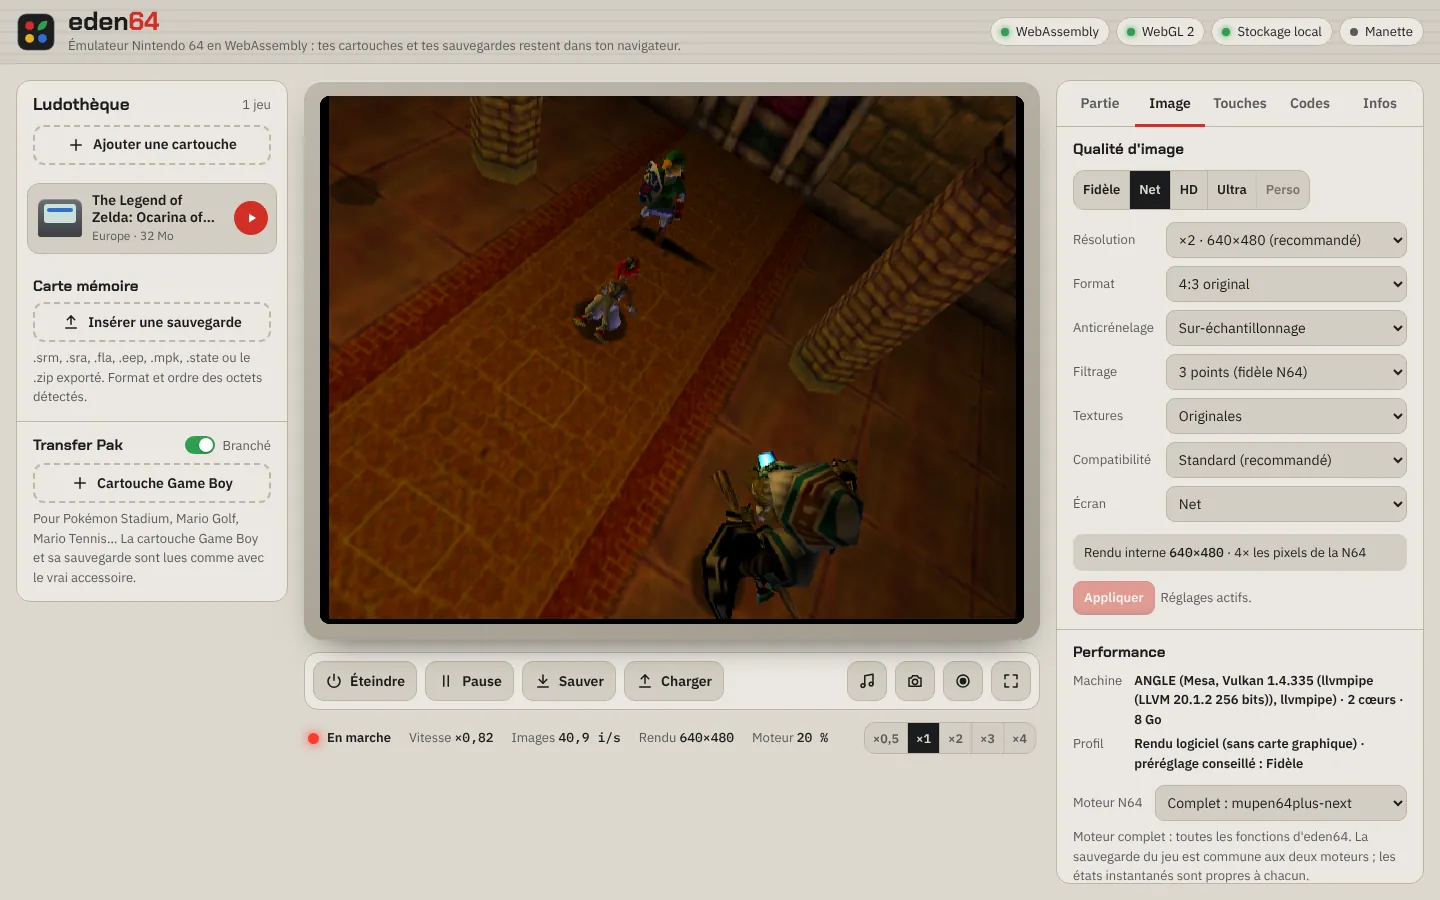 eden64
Émulateur Nintendo 64 en WebAssembly : tes cartouches et tes sauvegardes restent dans ton navigateur.
WebAssembly
WebGL 2
Stockage local
Manette
Ludothèque
1 jeu
Ajouter une cartouche
The Legend of
Zelda: Ocarina of...
Europe · 32 Mo
Carte mémoire
Insérer une sauvegarde
.srm, .sra, .fla, .eep, .mpk, .state ou le
.zip exporté. Format et ordre des octets
détectés.
Transfer Pak
Branché
Cartouche Game Boy
Pour Pokémon Stadium, Mario Golf,
Mario Tennis… La cartouche Game Boy
et sa sauvegarde sont lues comme avec
le vrai accessoire.
Éteindre
Pause
Sauver
Charger
En marche
Vitesse ×0,82
Images 40,9 i/s
Rendu 640×480
Moteur 20 %
×0,5
×1
×2
×3
×4
Partie
Image
Touches
Codes
Infos
Qualité d'image
Fidèle
Net
HD
Ultra
Perso
Résolution
×2 · 640×480 (recommandé)
Format
4:3 original
Anticrénelage
Sur-échantillonnage
Filtrage
3 points (fidèle N64)
Textures
Originales
Compatibilité
Standard (recommandé)
Écran
Net
Rendu interne 640×480 · 4× les pixels de la N64
Appliquer
Réglages actifs.
Performance
Machine
ANGLE (Mesa, Vulkan 1.4.335 (llvmpipe
(LLVM 20.1.2 256 bits)), llvmpipe) · 2 cœurs ·
8 Go
Profil
Rendu logiciel (sans carte graphique) ·
préréglage conseillé : Fidèle
Moteur N64
Complet : mupen64plus-next
Moteur complet : toutes les fonctions d'eden64. La
sauvegarde du jeu est commune aux deux moteurs ; les
états instantanés sont propres à chacun.